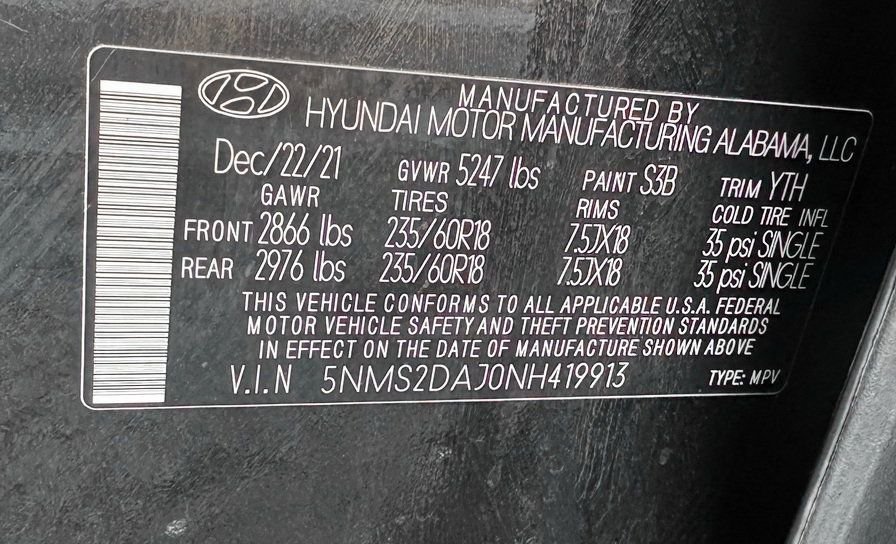 MANUFACTURED BY
HYUNDAI MOTOR MANUFACTURING ALABAMA, LLC
Dec/22/21 GVWR 5247 lbs PAINT S3B TRIM YTH
GAWR TIRES RIMS COLD TIRE INFL
FRONT 2866 lbs 235/60R18 7.5JX18 35 psi SINGLE
REAR 2976 lbs 235/60R18 7.5JX18 35 psi SINGLE
THIS VEHICLE CONFORMS TO ALL APPLICABLE U.S.A. FEDERAL
MOTOR VEHICLE SAFETY AND THEFT PREVENTION STANDARDS
IN EFFECT ON THE DATE OF MANUFACTURE SHOWN ABOVE
V.I.N 5NMS2DAJ0NH419913 TYPE: MPV